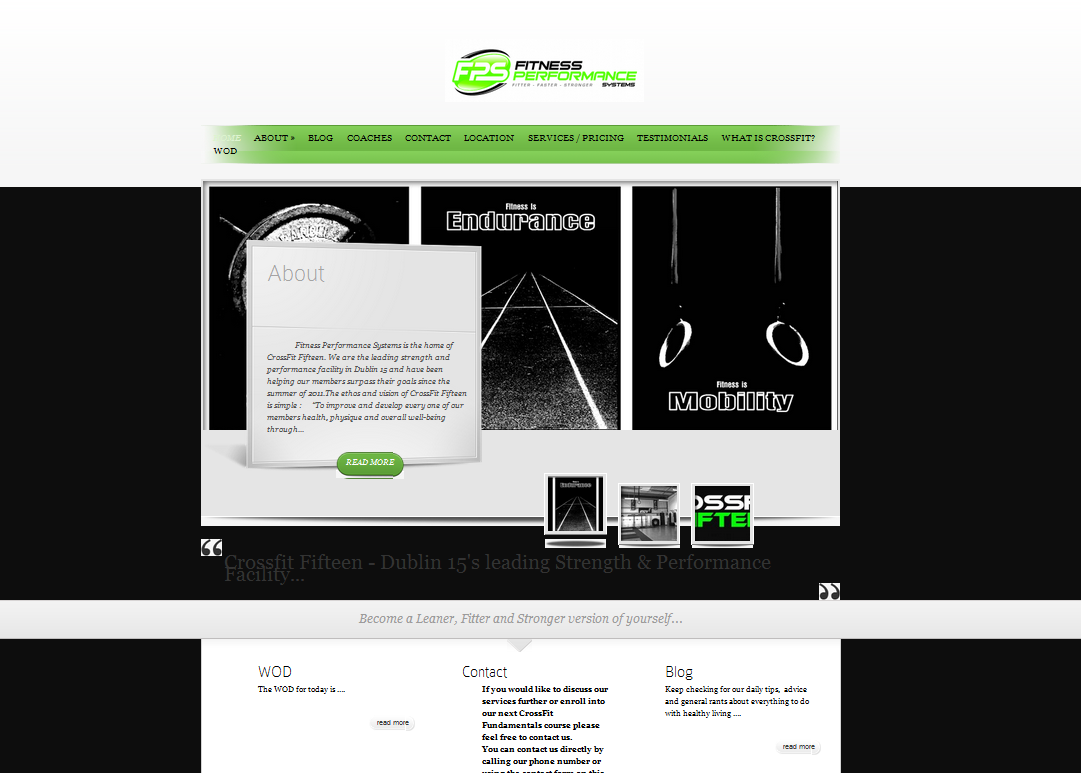 FPS FITNESS
PERFORMANCE
FITTER - FASTER - STRONGER SYSTEMS
HOME ABOUT » BLOG COACHES CONTACT LOCATION SERVICES / PRICING TESTIMONIALS WHAT IS CROSSFIT?
WOD
Fitness Is
Endurance
Fitness is
Mobility
About
Fitness Performance Systems is the home of
CrossFit Fifteen. We are the leading strength and
performance facility in Dublin 15 and have been
helping our members surpass their goals since the
summer of 2011.The ethos and vision of CrossFit Fifteen
is simple : "To improve and develop every one of our
members health, physique and overall well-being
through...
READ MORE
“
Crossfit Fifteen - Dublin 15's leading Strength & Performance
Facility...
”
Become a Leaner, Fitter and Stronger version of yourself...
WOD
The WOD for today is ....
read more
Contact
If you would like to discuss our
services further or enroll into
our next CrossFit
Fundamentals course please
feel free to contact us.
You can contact us directly by
calling our phone number or
using the contact form on this
Blog
Keep checking for our daily tips, advice
and general rants about everything to do
with healthy living ....
read more